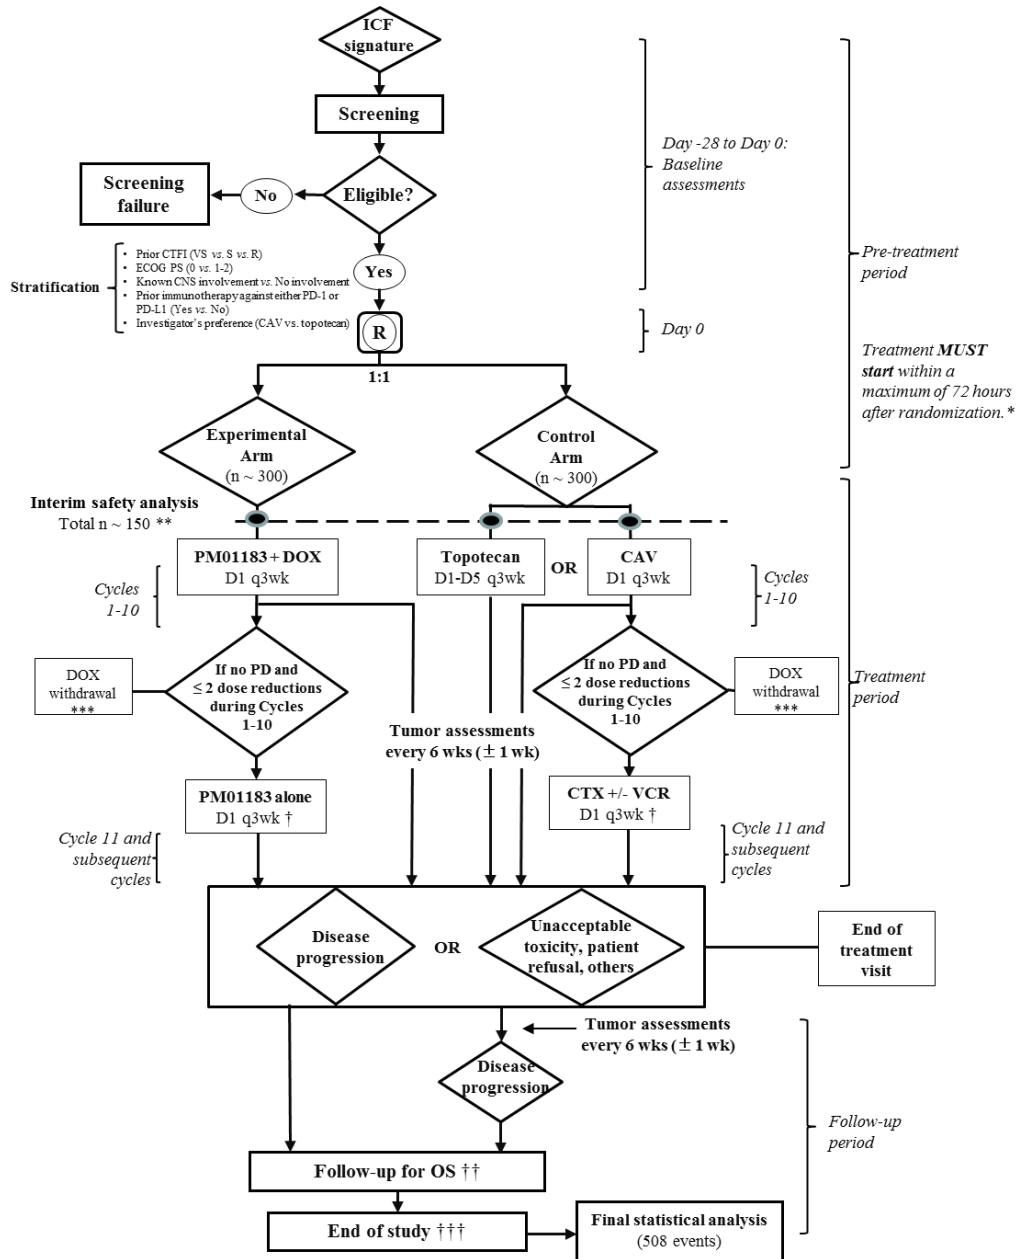 ICF
signature
Screening
Day -28 to Day 0:
Baseline
assessments
Screening
failure
No
Eligible?
Stratification
• Prior CTFI (VS vs. S vs. R)
• ECOG PS (0 vs. 1-2)
• Known CNS involvement vs. No involvement
• Prior immunotherapy against either PD-1 or
PD-L1 (Yes vs. No)
• Investigator's preference (CAV vs. topotecan)
Yes
Pre-treatment
period
R
Day 0
1:1
Treatment MUST
start within a
maximum of 72 hours
after randomization.*
Experimental
Arm
(n ~ 300)
Control
Arm
(n ~ 300)
Interim safety analysis
Total n ~ 150 **
PM01183 + DOX
D1 q3wk
Topotecan
D1-D5 q3wk
OR
CAV
D1 q3wk
Cycles
1-10
Cycles
1-10
DOX
withdrawal
***
If no PD and
≤ 2 dose reductions
during Cycles
1-10
If no PD and
≤ 2 dose reductions
during Cycles
1-10
DOX
withdrawal
***
Treatment
period
Tumor assessments
every 6 wks (± 1 wk)
PM01183 alone
D1 q3wk †
CTX +/- VCR
D1 q3wk †
Cycle 11 and
subsequent
cycles
Cycle 11 and
subsequent
cycles
Disease
progression
OR
Unacceptable
toxicity, patient
refusal, others
End of
treatment
visit
Tumor assessments
every 6 wks (± 1 wk)
Disease
progression
Follow-up
period
Follow-up for OS ††
End of study †††
Final statistical analysis
(508 events)